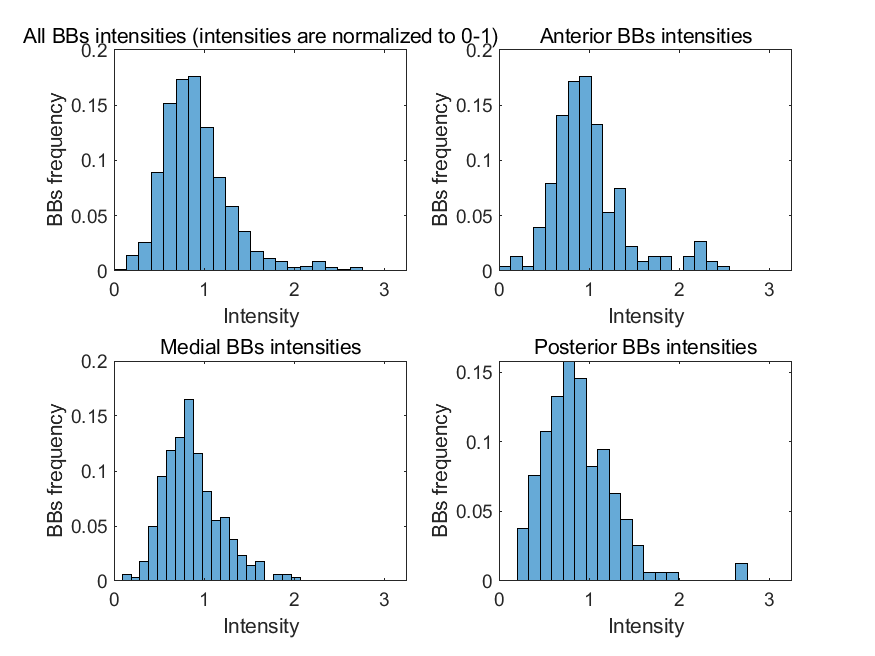 All BBs intensities (intensities are normalized to 0-1)
0.2
0.15
0.1
0.05
0
BBs frequency
0 1 2 3
Intensity
Anterior BBs intensities
0.2
0.15
0.1
0.05
0
BBs frequency
0 1 2 3
Intensity
Medial BBs intensities
0.2
0.15
0.1
0.05
0
BBs frequency
0 1 2 3
Intensity
Posterior BBs intensities
0.15
0.1
0.05
0
BBs frequency
0 1 2 3
Intensity